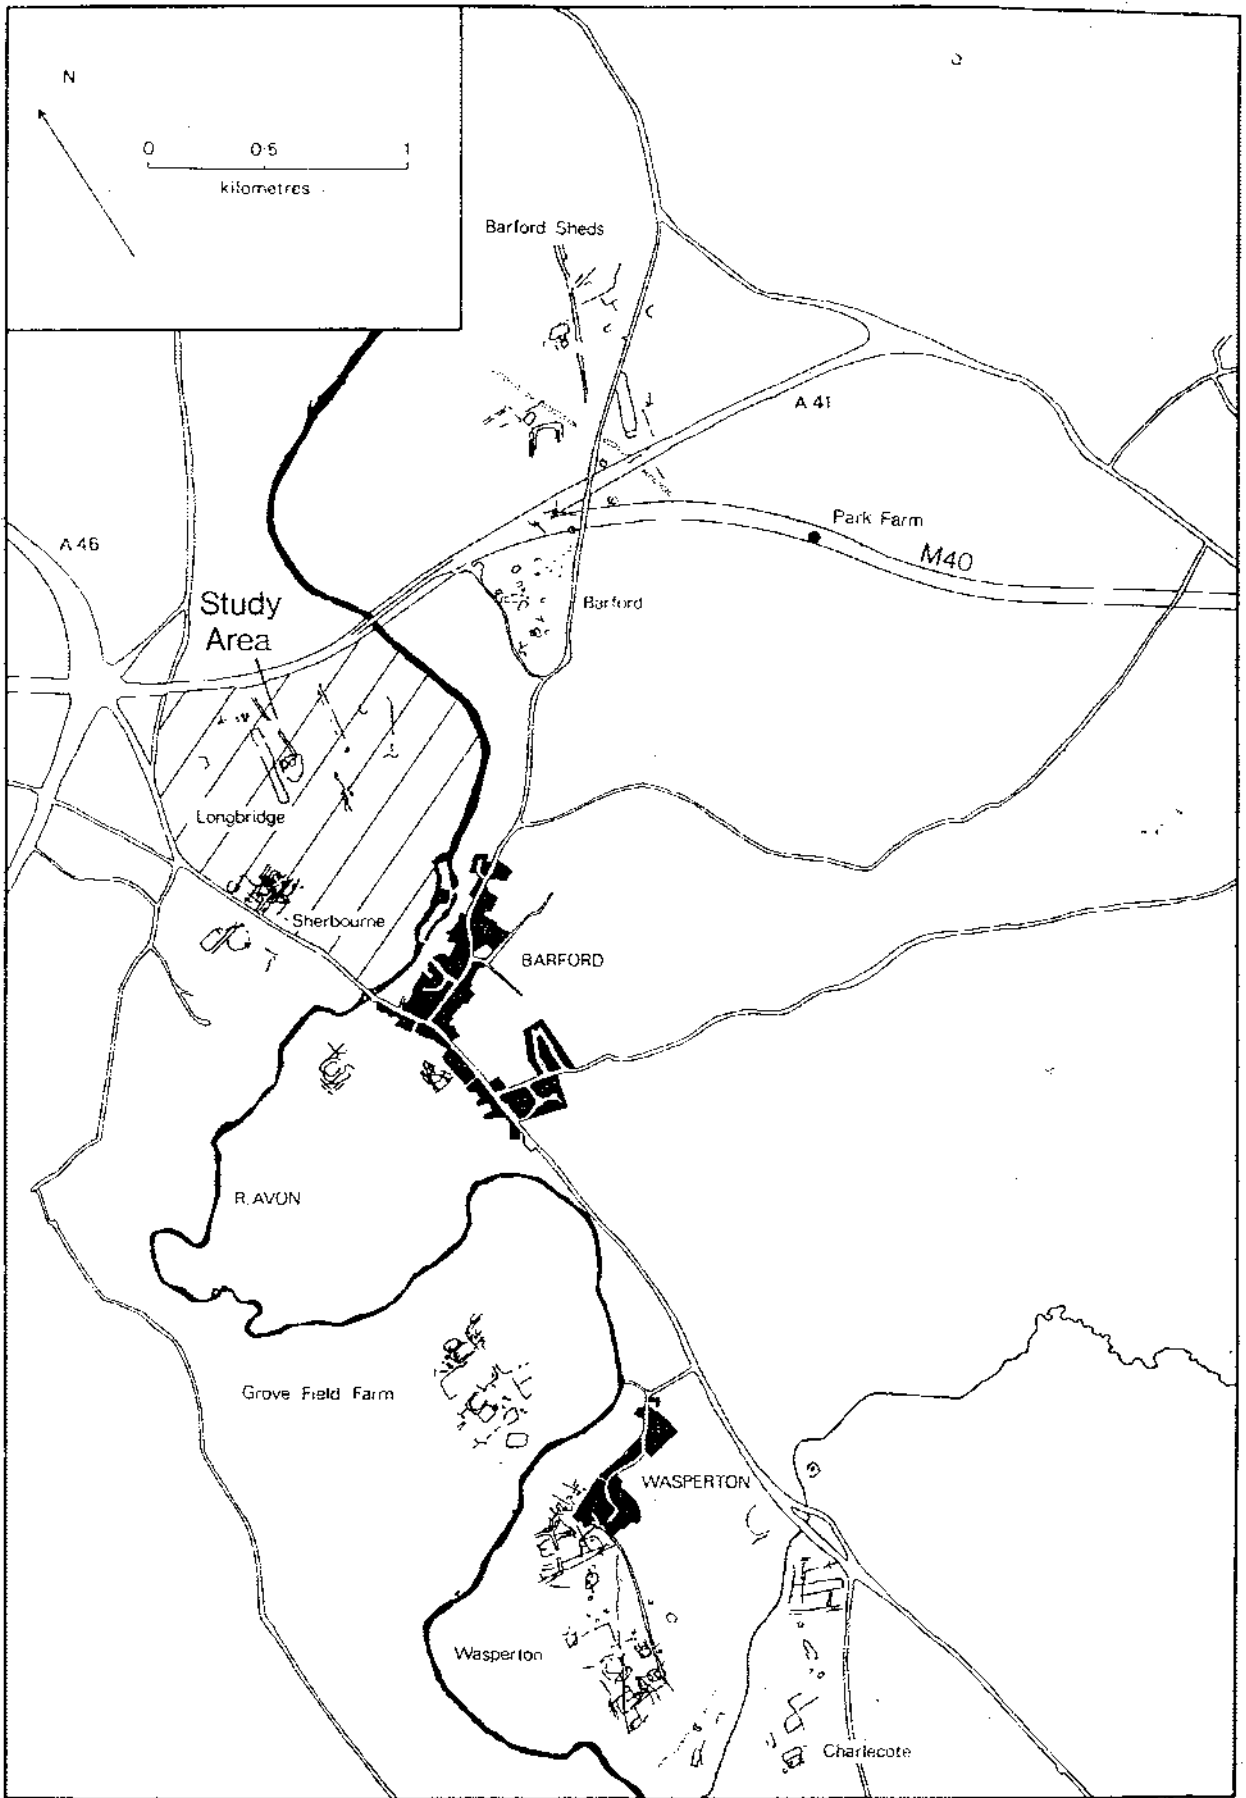 N
0 0·5 1
kilometres
Barford Sheds
A 41
Park Farm
M40
A 46
Study
Area
Barford
Longbridge
Sherbourne
BARFORD
R. AVON
Grove Field Farm
WASPERTON
Wasperton
Charlecote